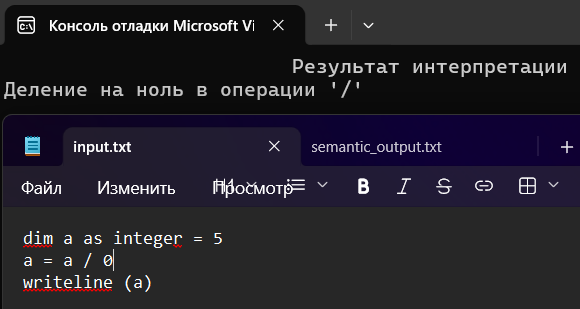 Консоль отладки Microsoft Vi
Результат интерпретации
Деление на ноль в операции '/'
input.txt
semantic_output.txt
Файл Изменить Просмотр H1 B I S
dim a as integer = 5
a = a / 0
writeline (a)